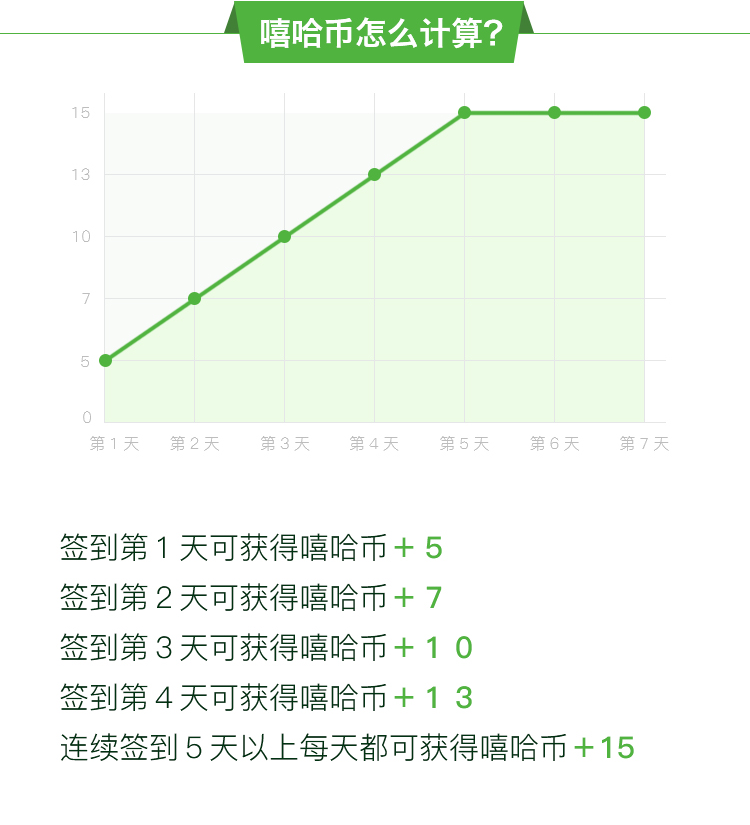 嘻哈币怎么计算?
15
13
10
7
5
0
第 1 天 第 2 天 第 3 天 第 4 天 第 5 天 第 6 天 第 7 天
签到第 1 天可获得嘻哈币+ 5
签到第 2 天可获得嘻哈币+ 7
签到第 3 天可获得嘻哈币+1 0
签到第 4 天可获得嘻哈币+1 3
连续签到 5 天以上每天都可获得嘻哈币+15